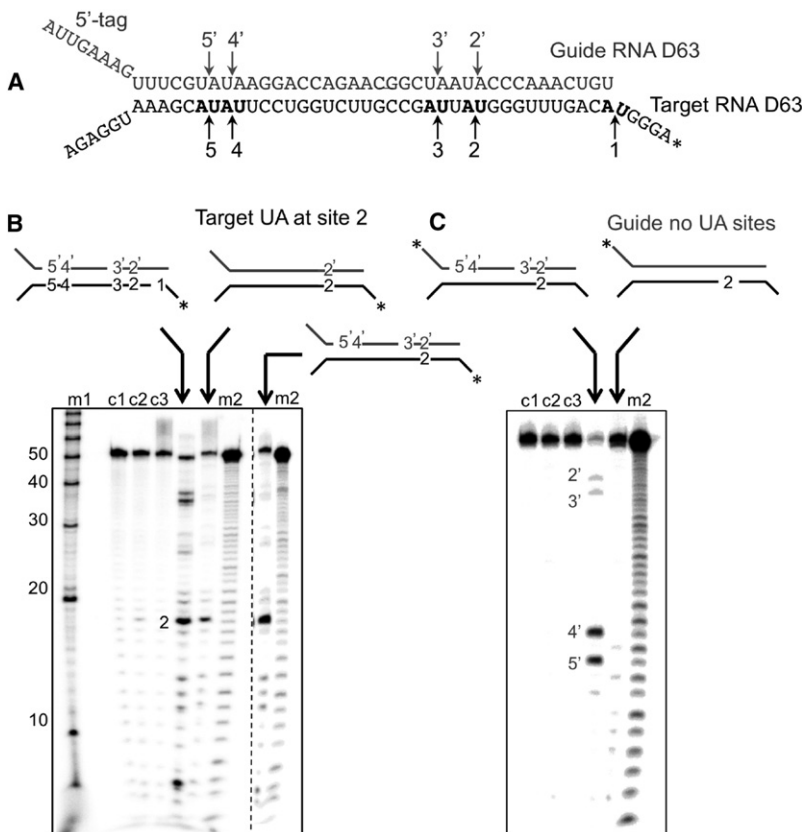 5'-tag
AUUGAAAG
5' 4' 3' 2' Guide RNA D63
A
UUUCGUAUAAGGACCAGAACGGCUAAUACCCAAACUGU
AAAGCAUAUUCCUGGUCUUGCCGAUUAUGGGUUUGACAUGGGA* Target RNA D63
AGAGGU
5 4 3 2 1
B Target UA at site 2 C Guide no UA sites
5'4' 3'-2' 2' * 5'4' 3'-2' *
5-4 3-2 1 * 2 * 2 2
5'4' 3'-2'
2 *
m1 c1 c2 c3 m2 m2 c1 c2 c3 m2
50
40
30
20
10
2
2'
3'
4'
5'